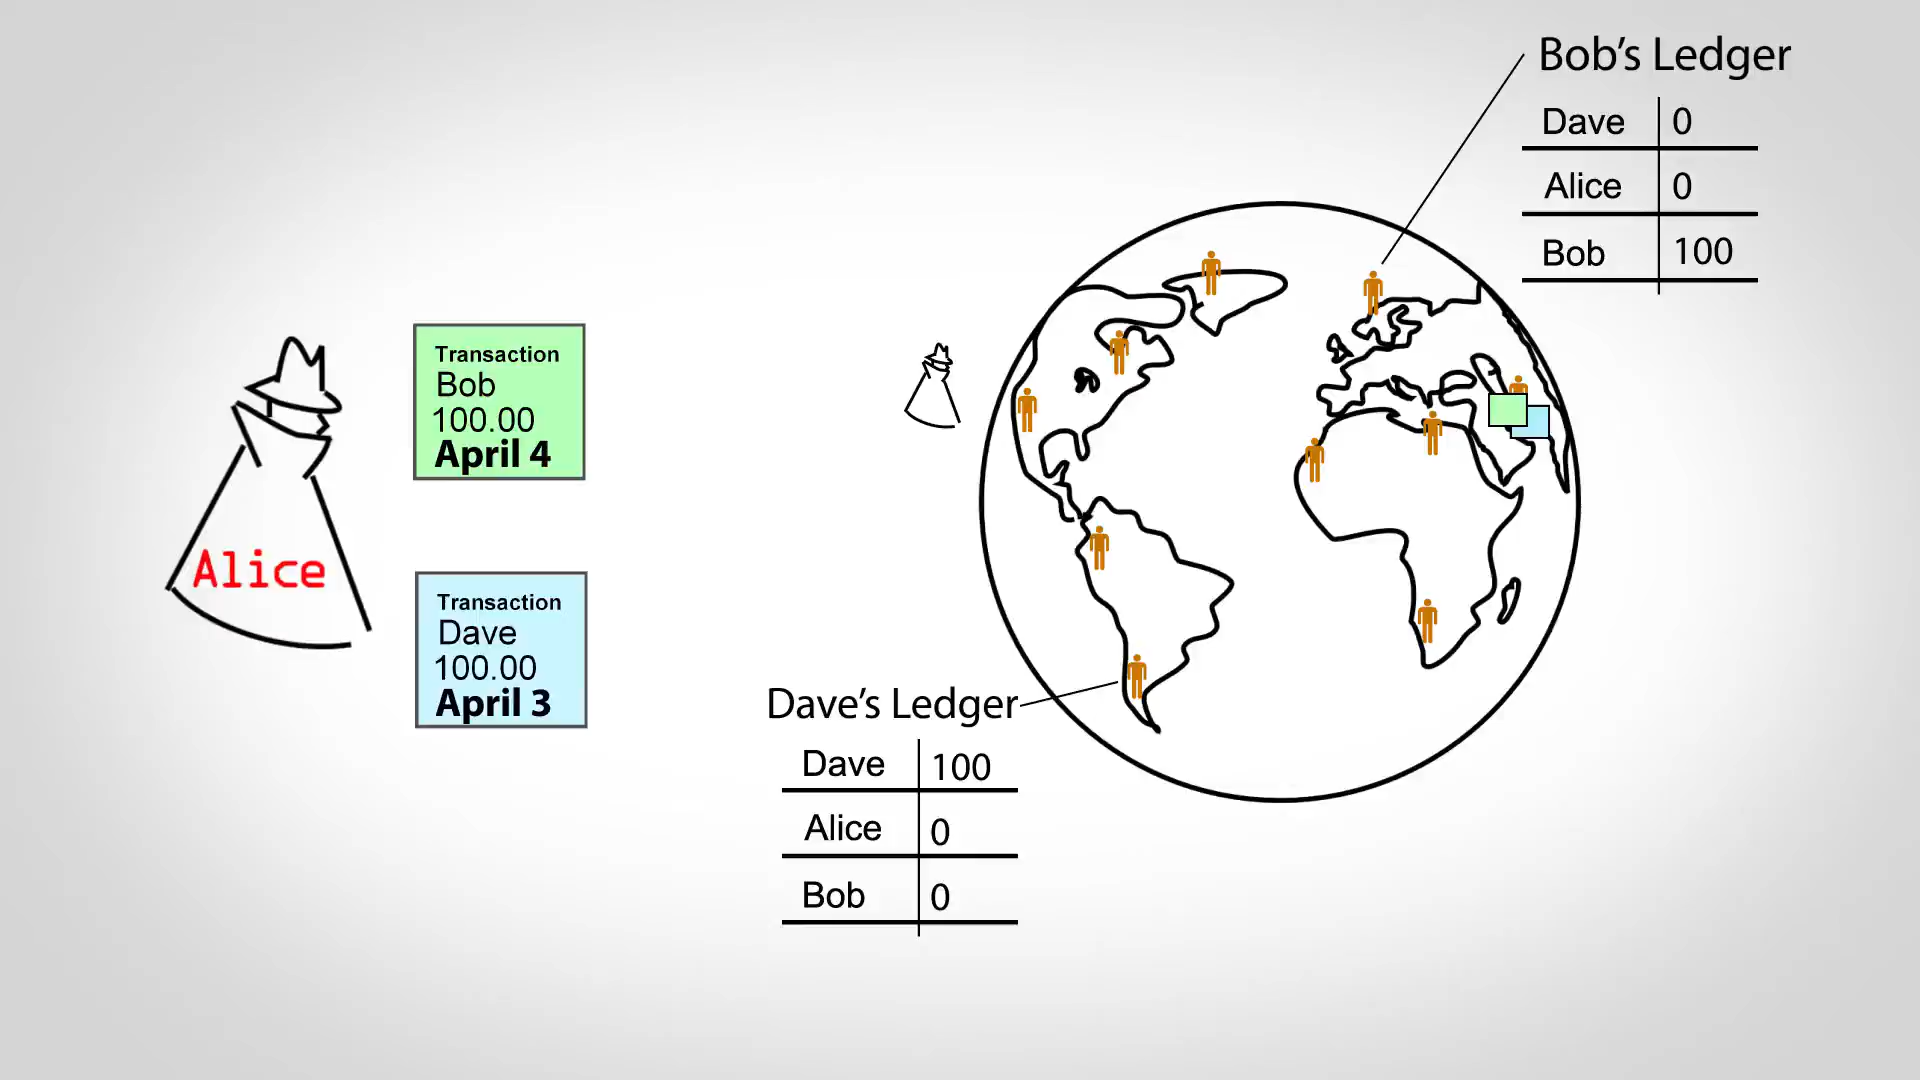 Bob’s Ledger
Dave 0
Alice 0
Bob 100
Transaction
Bob
100.00
April 4
Alice
Transaction
Dave
100.00
April 3
Dave’s Ledger
Dave 100
Alice 0
Bob 0